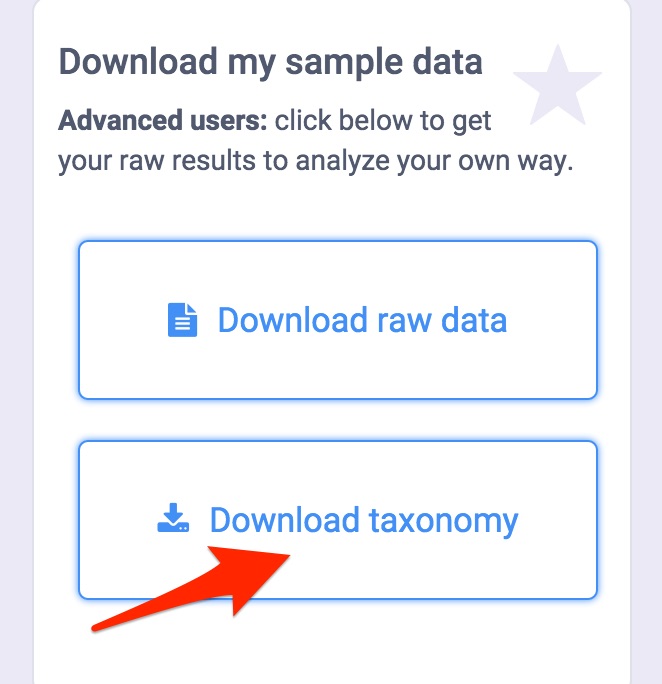 Download my sample data
Advanced users: click below to get
your raw results to analyze your own way.
Download raw data
Download taxonomy